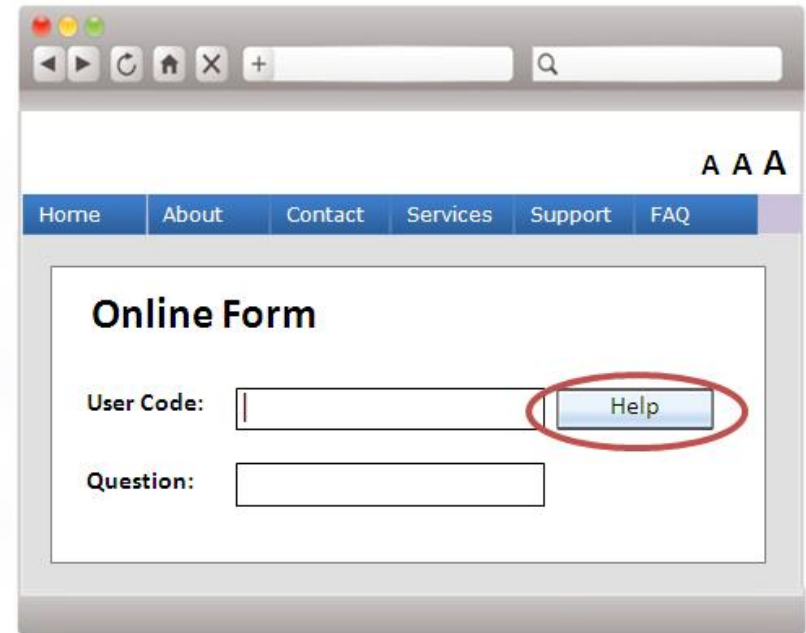 A A A
Home About Contact Services Support FAQ
Online Form
User Code: Help
Question: